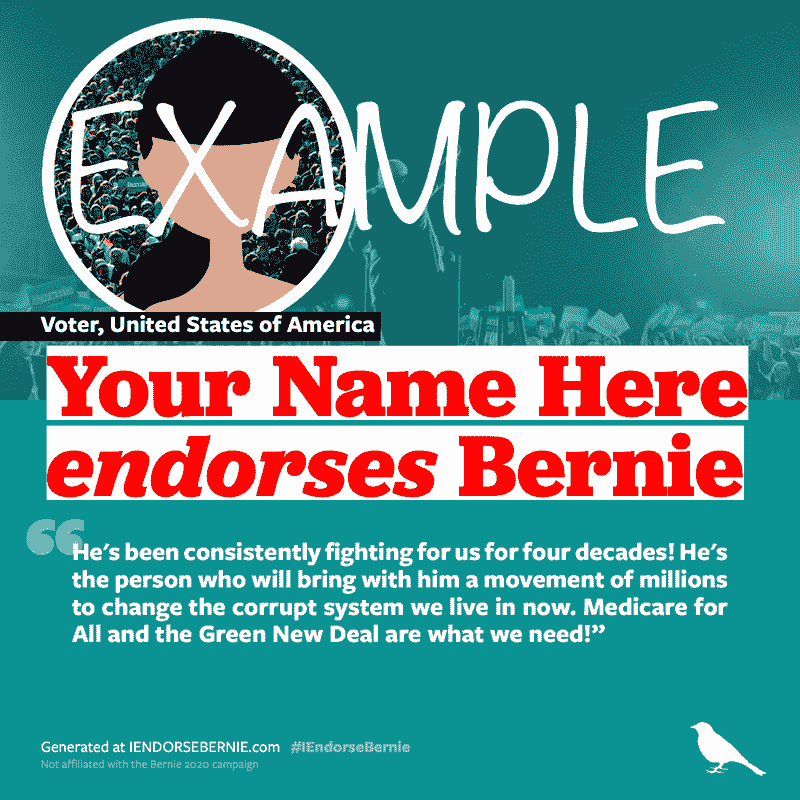 EXAMPLE
Voter, United States of America
Your Name Here
endorses Bernie
“He's been consistently fighting for us for four decades! He's
the person who will bring with him a movement of millions
to change the corrupt system we live in now. Medicare for
All and the Green New Deal are what we need!”
Generated at IENDORSEBERNIE.com #IEndorseBernie
Not affiliated with the Bernie 2020 campaign